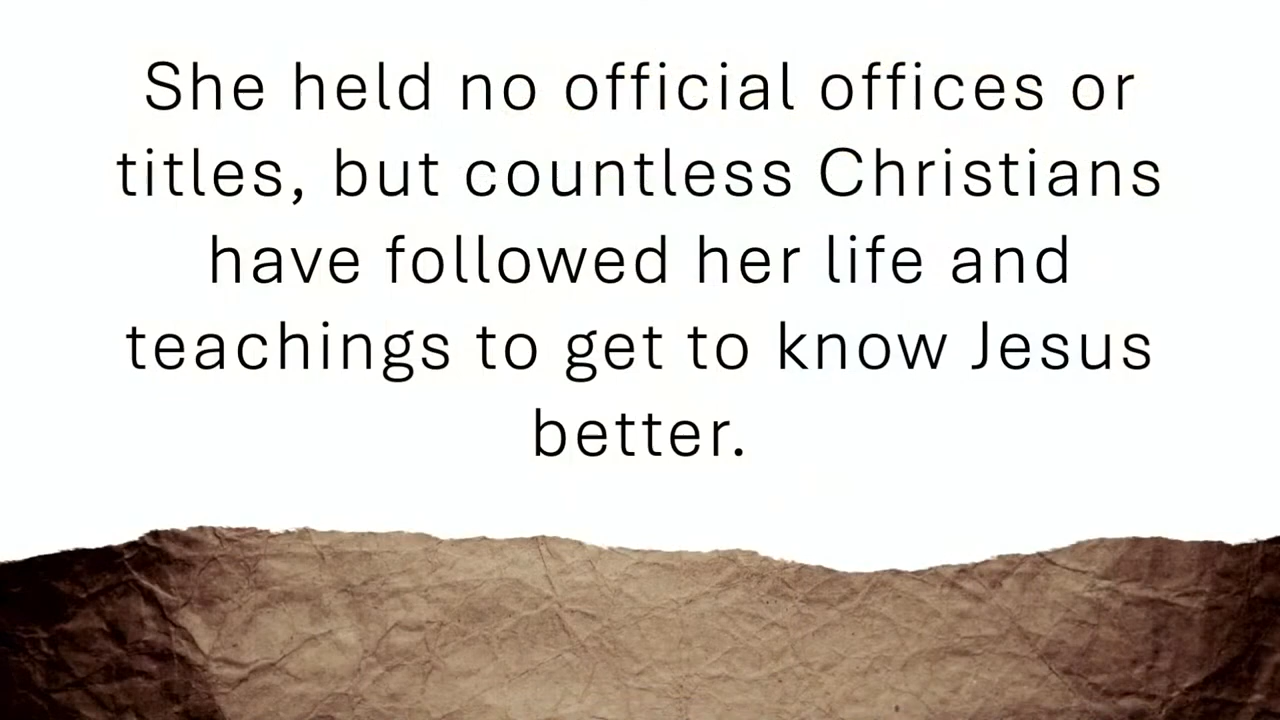 She held no official offices or
titles, but countless Christians
have followed her life and
teachings to get to know Jesus
better.